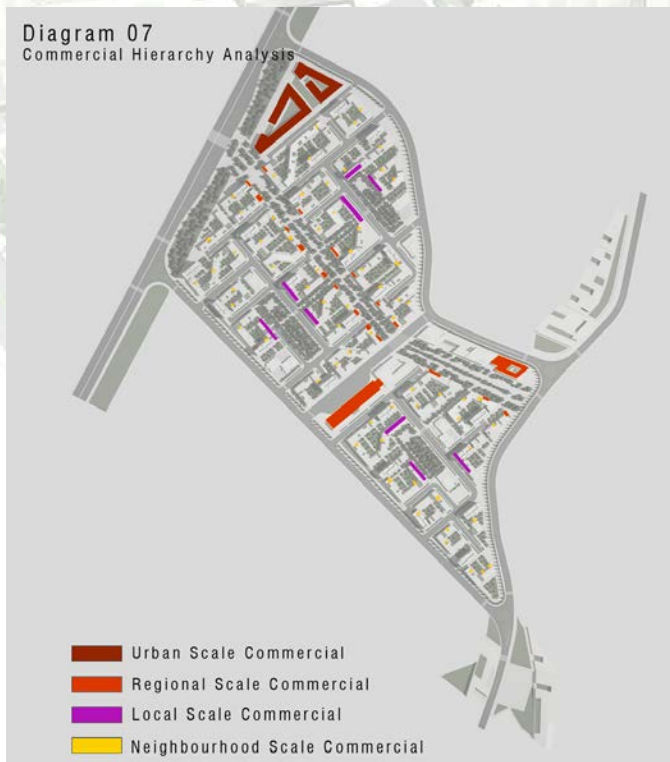 Diagram 07
Commercial Hierarchy Analysis
Urban Scale Commercial
Regional Scale Commercial
Local Scale Commercial
Neighbourhood Scale Commercial